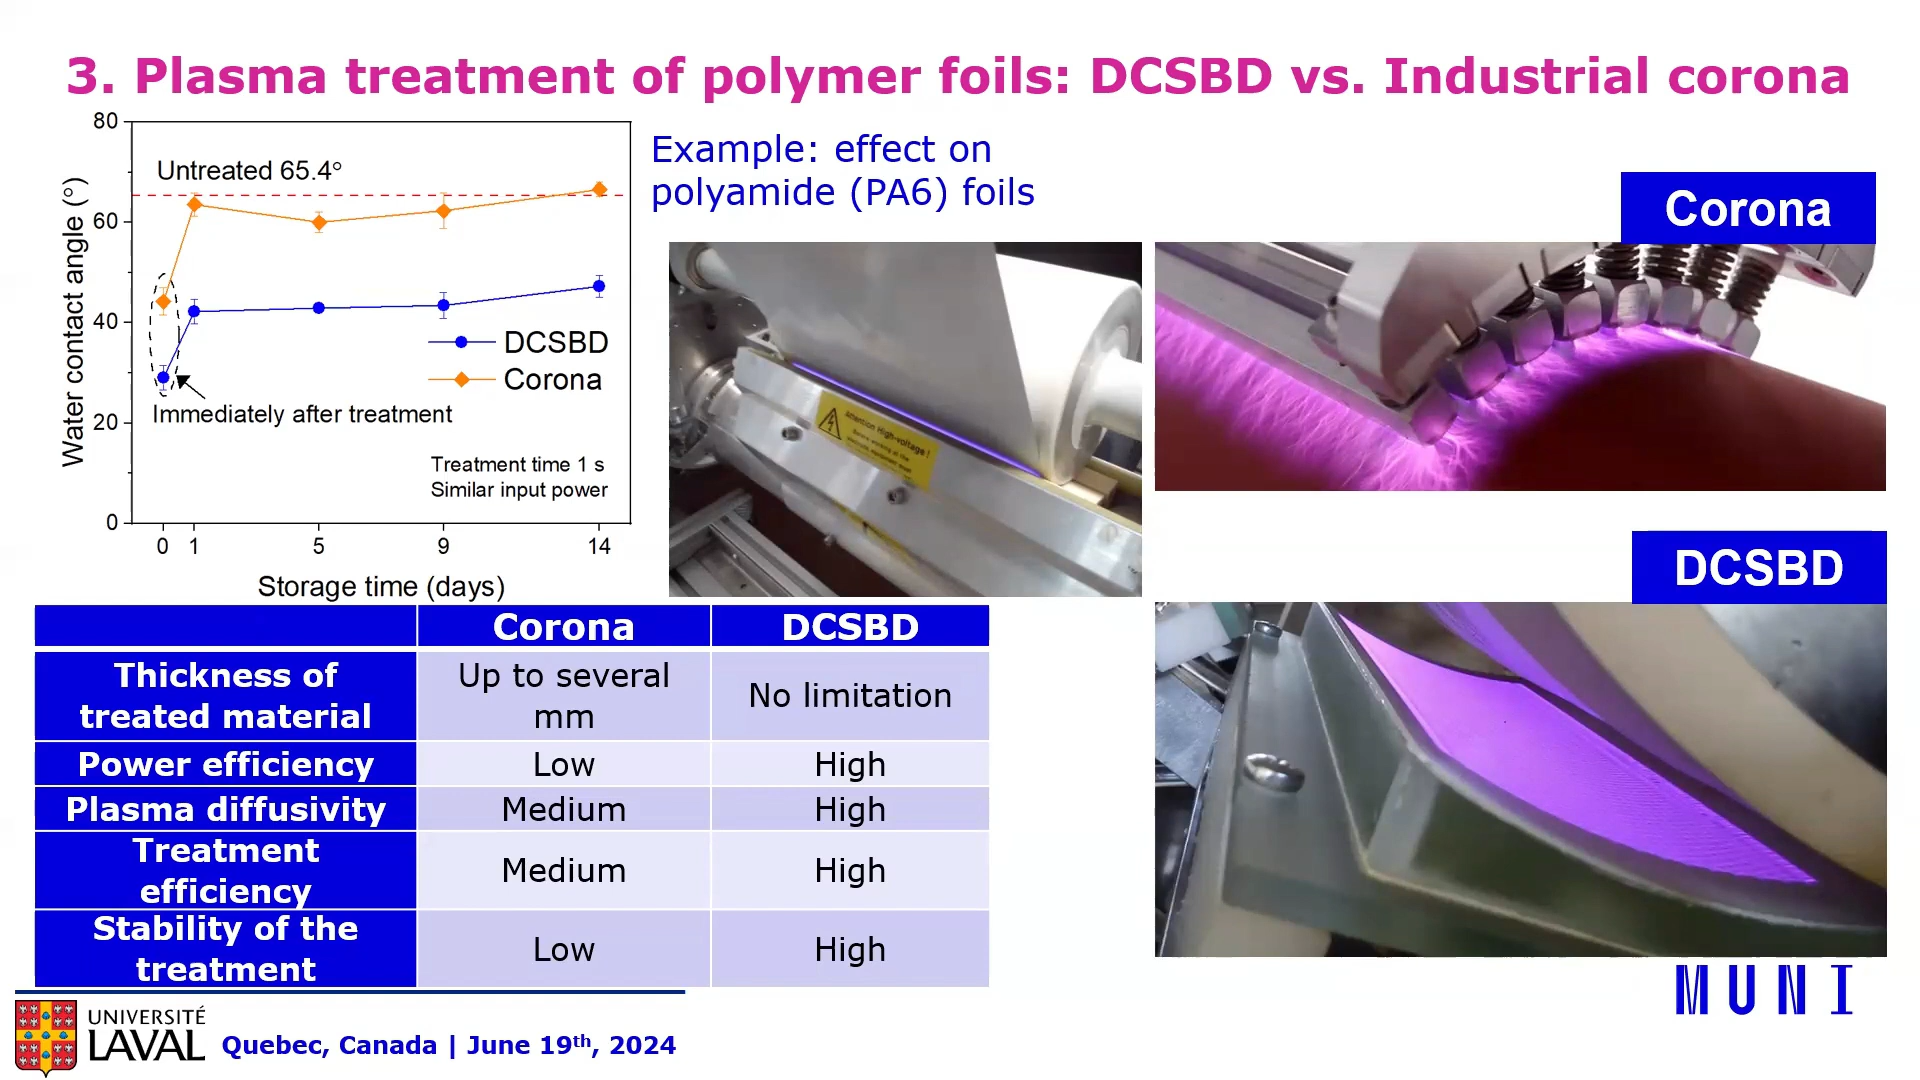 3. Plasma treatment of polymer foils: DCSBD vs. Industrial corona
80
60
40
20
0
Water contact angle (°)
Untreated 65.4°
DCSBD
Corona
Immediately after treatment
Treatment time 1 s
Similar input power
0 1 5 9 14
Storage time (days)
Example: effect on
polyamide (PA6) foils
Attention High-voltage!
Corona
DCSBD
Corona DCSBD
Thickness of
treated material
Up to several
mm
No limitation
Power efficiency Low High
Plasma diffusivity Medium High
Treatment
efficiency
Medium High
Stability of the
treatment
Low High
UNIVERSITÉ
LAVAL
Quebec, Canada | June 19th, 2024
MUNI